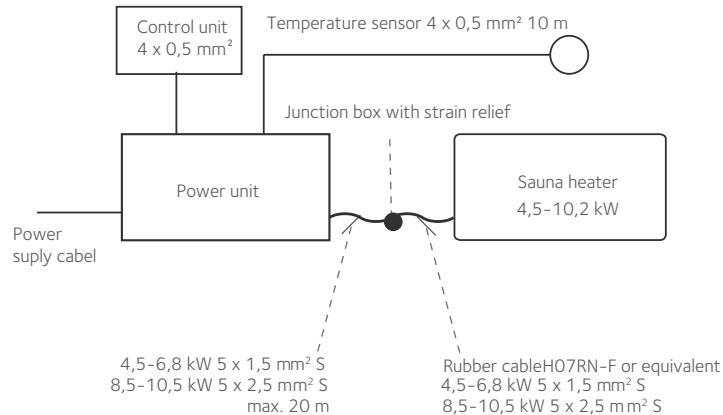 Control unit
4 x 0,5 mm²
Temperature sensor 4 x 0,5 mm² 10 m
Junction box with strain relief
Power unit
Sauna heater
4,5-10,2 kW
Power
suply cabel
4,5-6,8 kW 5 x 1,5 mm² S
8,5-10,5 kW 5 x 2,5 mm² S
max. 20 m
Rubber cableH07RN-F or equivalent
4,5-6,8 kW 5 x 1,5 mm² S
8,5-10,5 kW 5 x 2,5 mm² S